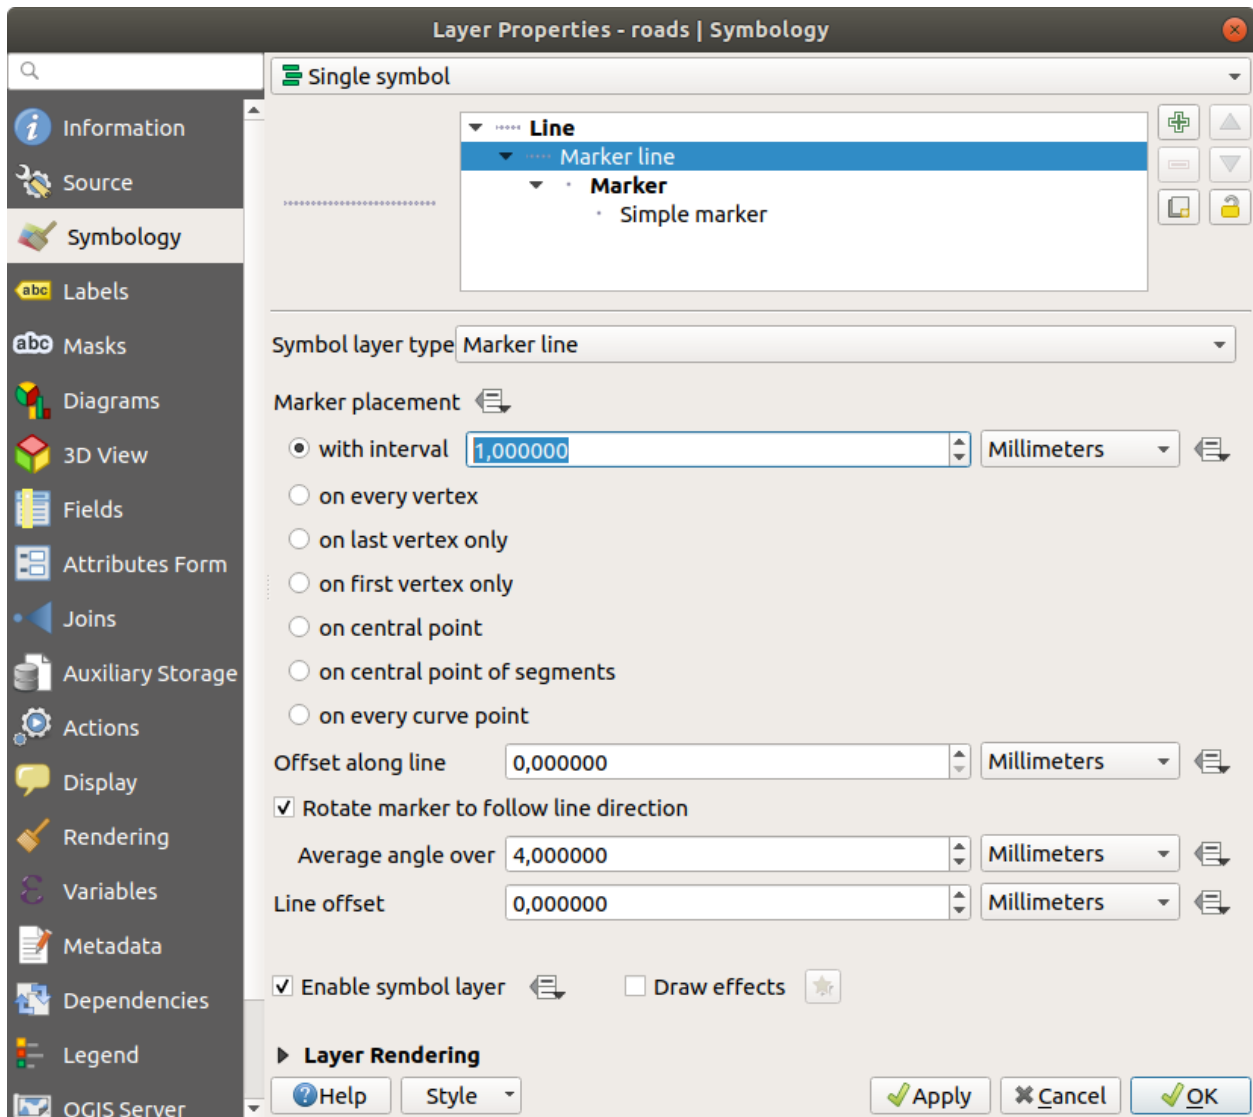 Layer Properties - roads | Symbology
Single symbol
Information
Source
Symbology
Labels
Masks
Diagrams
3D View
Fields
Attributes Form
Joins
Auxiliary Storage
Actions
Display
Rendering
Variables
Metadata
Dependencies
Legend
QGIS Server
Line
Marker line
Marker
Simple marker
Symbol layer type Marker line
Marker placement
with interval 1,000000 Millimeters
on every vertex
on last vertex only
on first vertex only
on central point
on central point of segments
on every curve point
Offset along line 0,000000 Millimeters
Rotate marker to follow line direction
Average angle over 4,000000 Millimeters
Line offset 0,000000 Millimeters
Enable symbol layer Draw effects
Layer Rendering
Help Style Apply Cancel OK
abc
abc